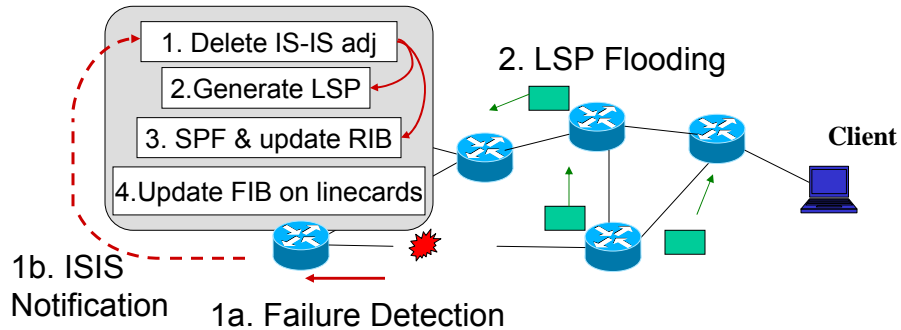 1. Delete IS-IS adj
2.Generate LSP
3. SPF & update RIB
4.Update FIB on linecards
2. LSP Flooding
Client
1b. ISIS
Notification
1a. Failure Detection